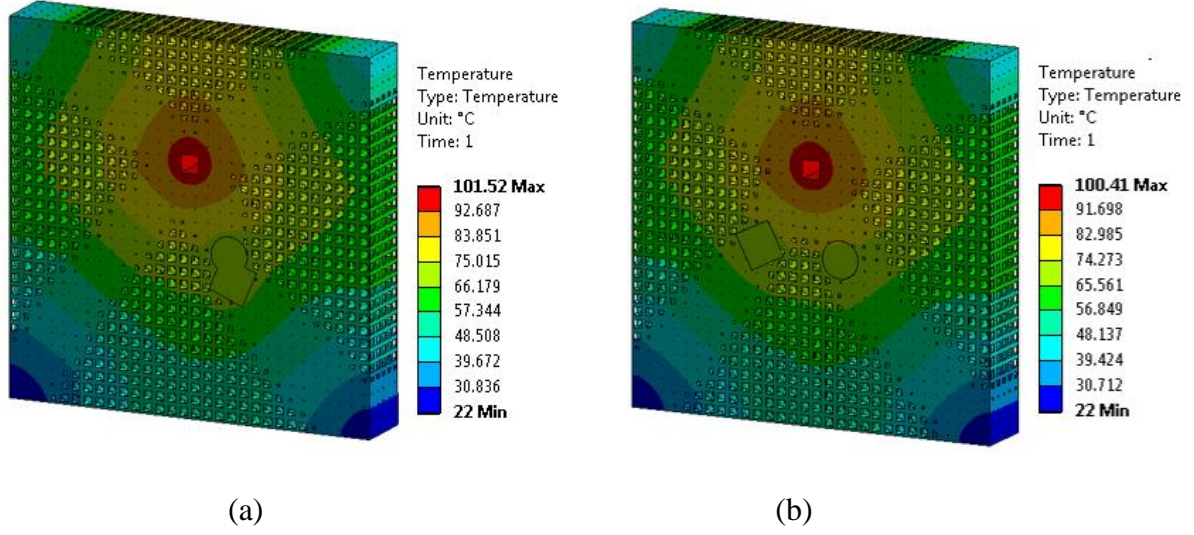 Temperature
Type: Temperature
Unit: °C
Time: 1
101.52 Max
92.687
83.851
75.015
66.179
57.344
48.508
39.672
30.836
22 Min
(a)
Temperature
Type: Temperature
Unit: °C
Time: 1
100.41 Max
91.698
82.985
74.273
65.561
56.849
48.137
39.424
30.712
22 Min
(b)